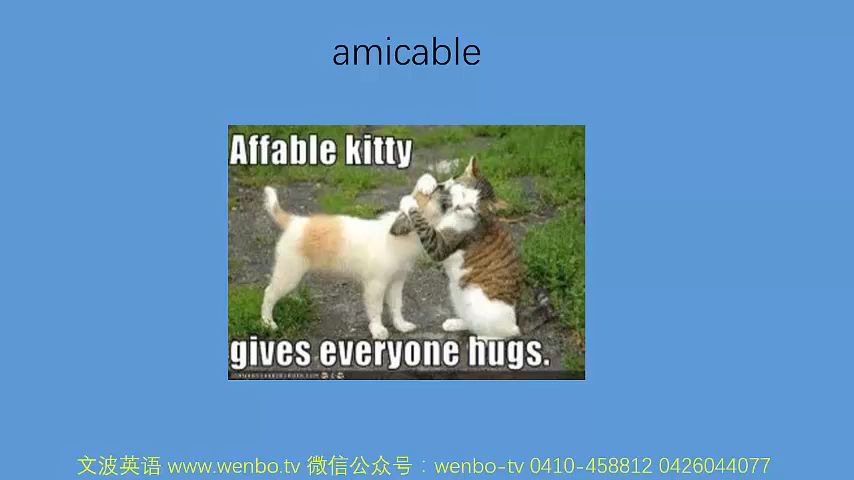 amicable
Affable kitty
gives everyone hugs.
文波英语 www.wenbo.tv 微信公众号：wenbo-tv 0410-458812 0426044077